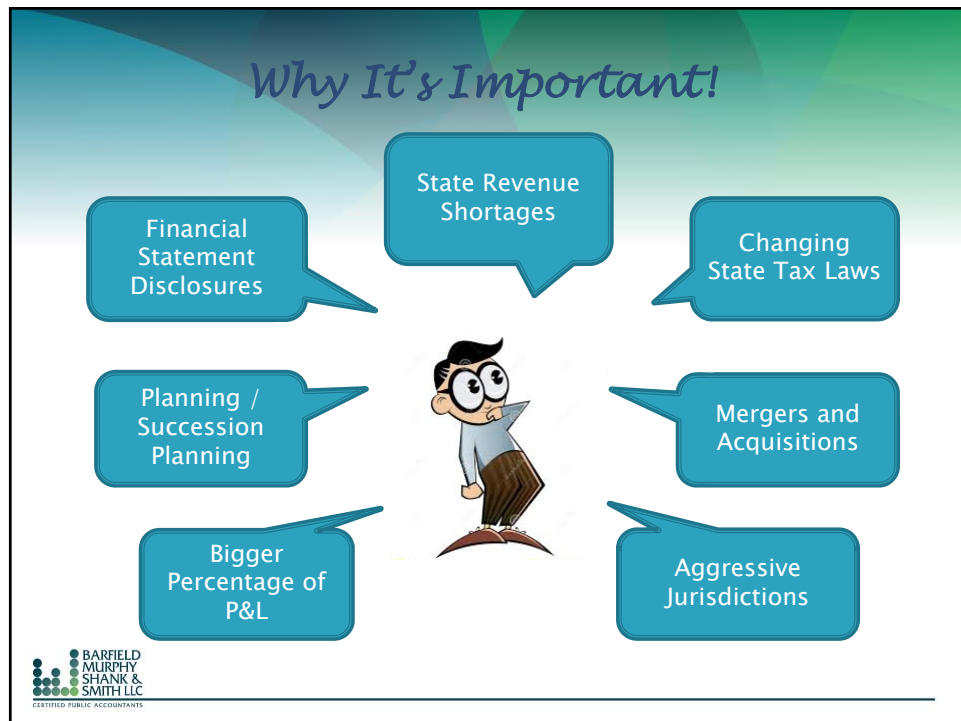 Why It's Important!
State Revenue
Shortages
Financial
Statement
Disclosures
Changing
State Tax Laws
Planning /
Succession
Planning
Mergers and
Acquisitions
Bigger
Percentage of
P&L
Aggressive
Jurisdictions
BARFIELD
MURPHY
SHANK &
SMITH LLC
CERTIFIED PUBLIC ACCOUNTANTS